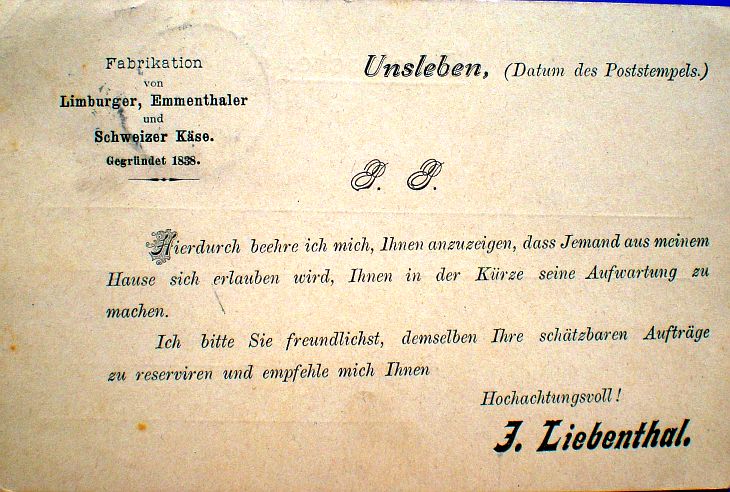 Fabrikation
von
Limburger, Emmenthaler
und
Schweizer Käse.
Gegründet 1838.
Unsleben, (Datum des Poststempels.)
P. P.
Hierdurch beehre ich mich, Ihnen anzuzeigen, dass Jemand aus meinem
Hause sich erlauben wird, Ihnen in der Kürze seine Aufwartung zu
machen.
Ich bitte Sie freundlichst, demselben Ihre schätzbaren Aufträge
zu reserviren und empfehle mich Ihnen
Hochachtungsvoll!
J. Liebenthal.